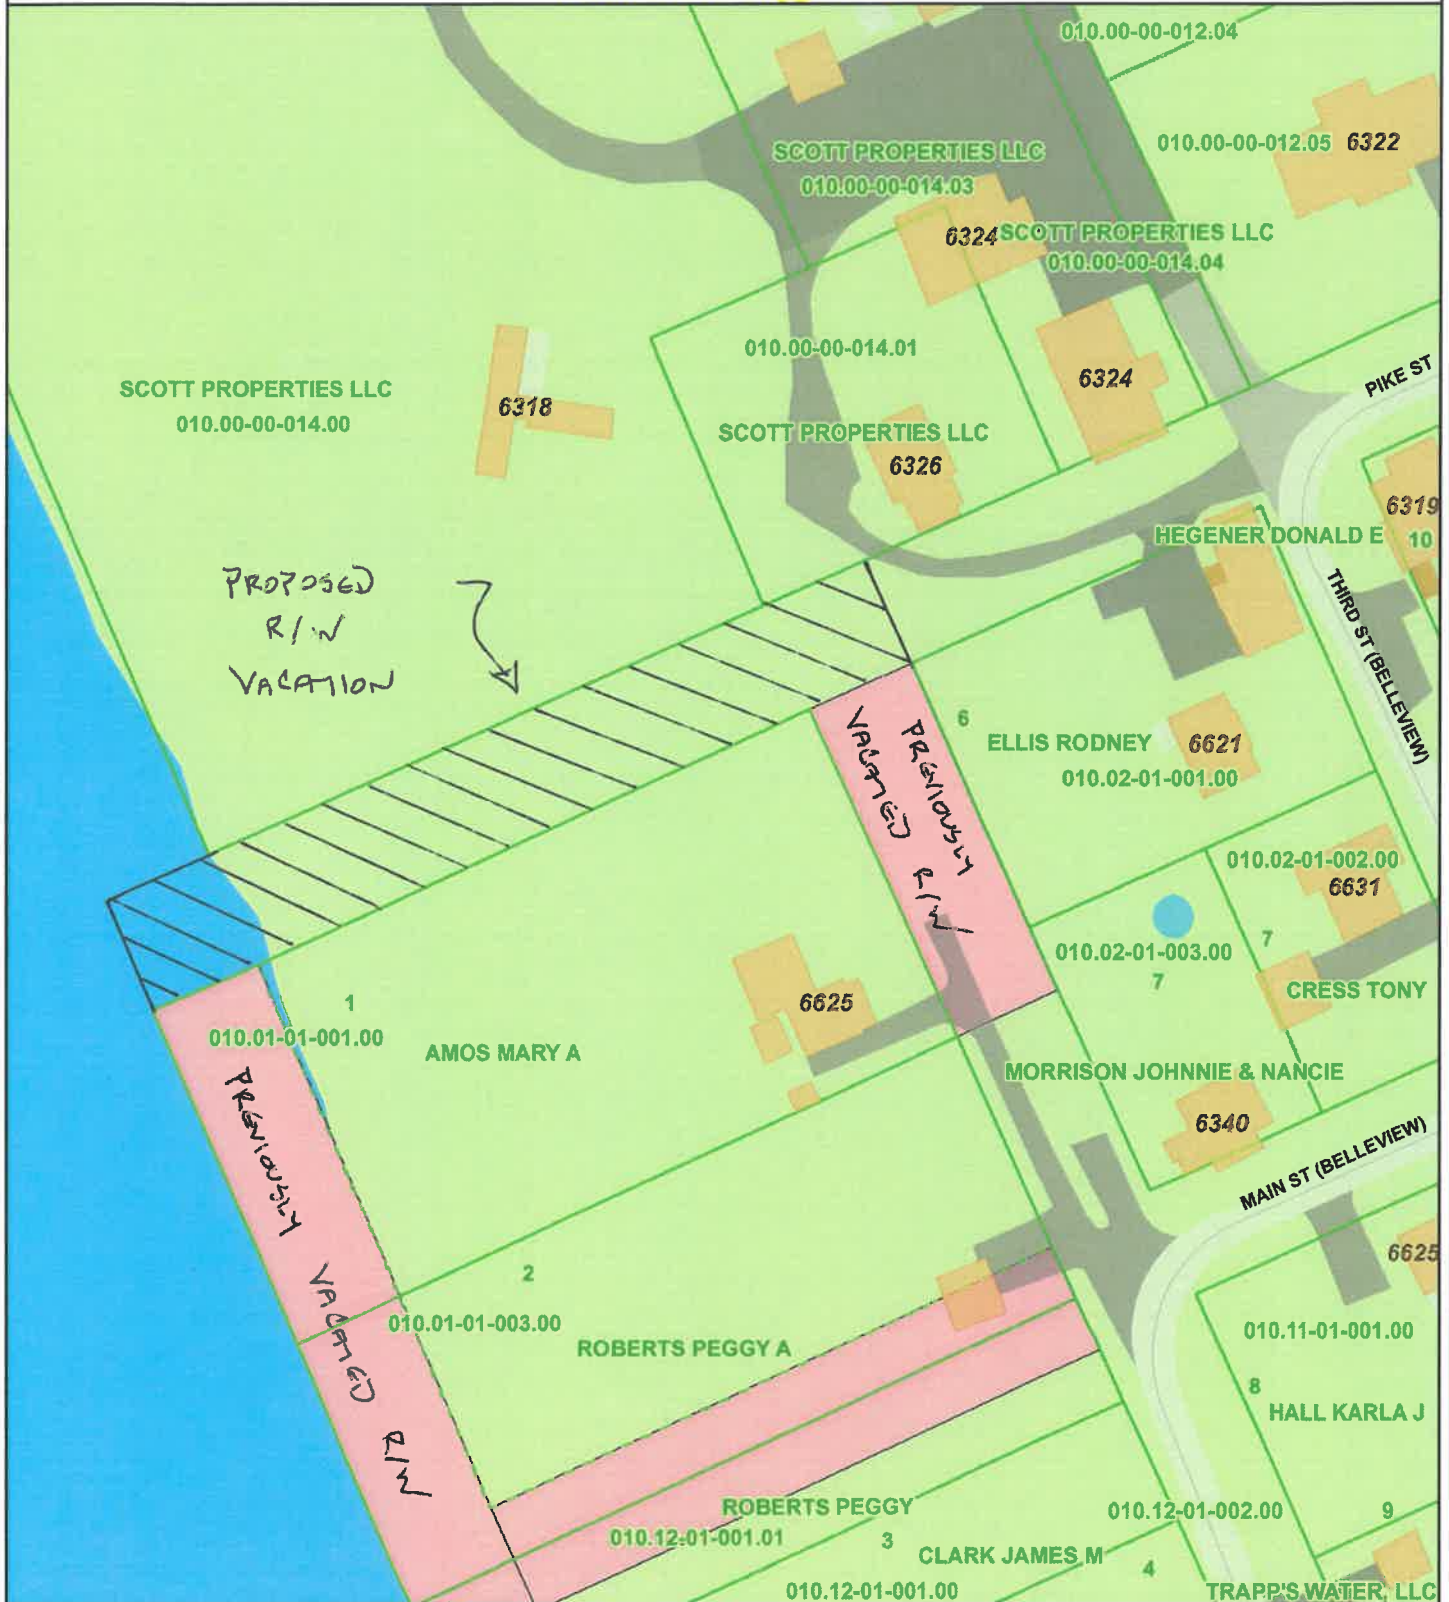 010.00-00-012.04
010.00-00-012.05 6322
SCOTT PROPERTIES LLC
010.00-00-014.03
6324 SCOTT PROPERTIES LLC
010.00-00-014.04
010.00-00-014.01
6324
PIKE ST
SCOTT PROPERTIES LLC
010.00-00-014.00
6318
SCOTT PROPERTIES LLC
6326
6319
HEGENER DONALD E 10
PROPOSED
R/W
VACATION
THIRD ST (BELLEVIEW)
PREVIOUSLY
VACATED R/W
6
ELLIS RODNEY 6621
010.02-01-001.00
010.02-01-002.00
6631
010.02-01-003.00
7
7
CRESS TONY
1
010.01-01-001.00
AMOS MARY A
6625
MORRISON JOHNNIE & NANCIE
6340
MAIN ST (BELLEVIEW)
PREVIOUSLY VACATED R/W
2
010.01-01-003.00
ROBERTS PEGGY A
6625
010.11-01-001.00
8
HALL KARLA J
ROBERTS PEGGY
010.12-01-001.01
010.12-01-002.00
9
3
CLARK JAMES M
4
010.12-01-001.00
TRAPP'S WATER, LLC